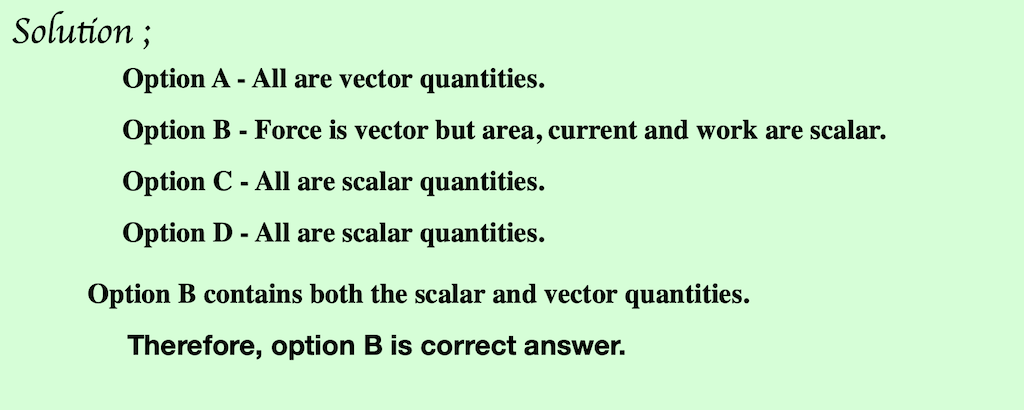 Solution ;
Option A - All are vector quantities.
Option B - Force is vector but area, current and work are scalar.
Option C - All are scalar quantities.
Option D - All are scalar quantities.
Option B contains both the scalar and vector quantities.
Therefore, option B is correct answer.